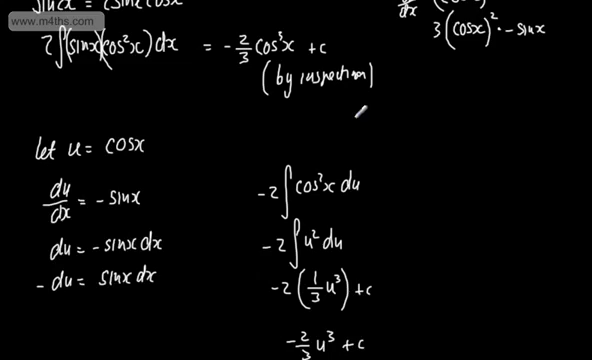 sin2x = 2sinxcosx
www.m4ths.com
2∫(sinx)(cos²x)dx = -2/3 cos³x + c
(by inspection)
d/dx
3(cosx)² · -sinx
let u = cosx
du/dx = -sinx
du = -sinx dx
-du = sinx dx
-2∫cos²x du
-2∫u² du
-2(1/3 u³) + c
-2/3 u³ + c